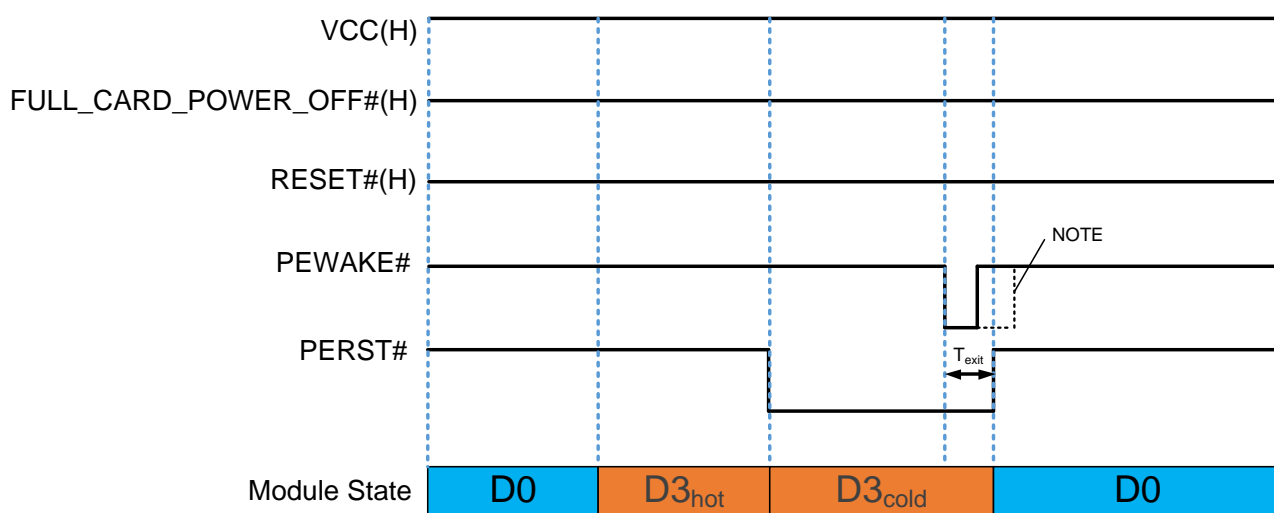 VCC(H)
FULL_CARD_POWER_OFF#(H)
RESET#(H)
PEWAKE#
NOTE
PERST#
Texit
Module State D0 D3hot D3cold D0